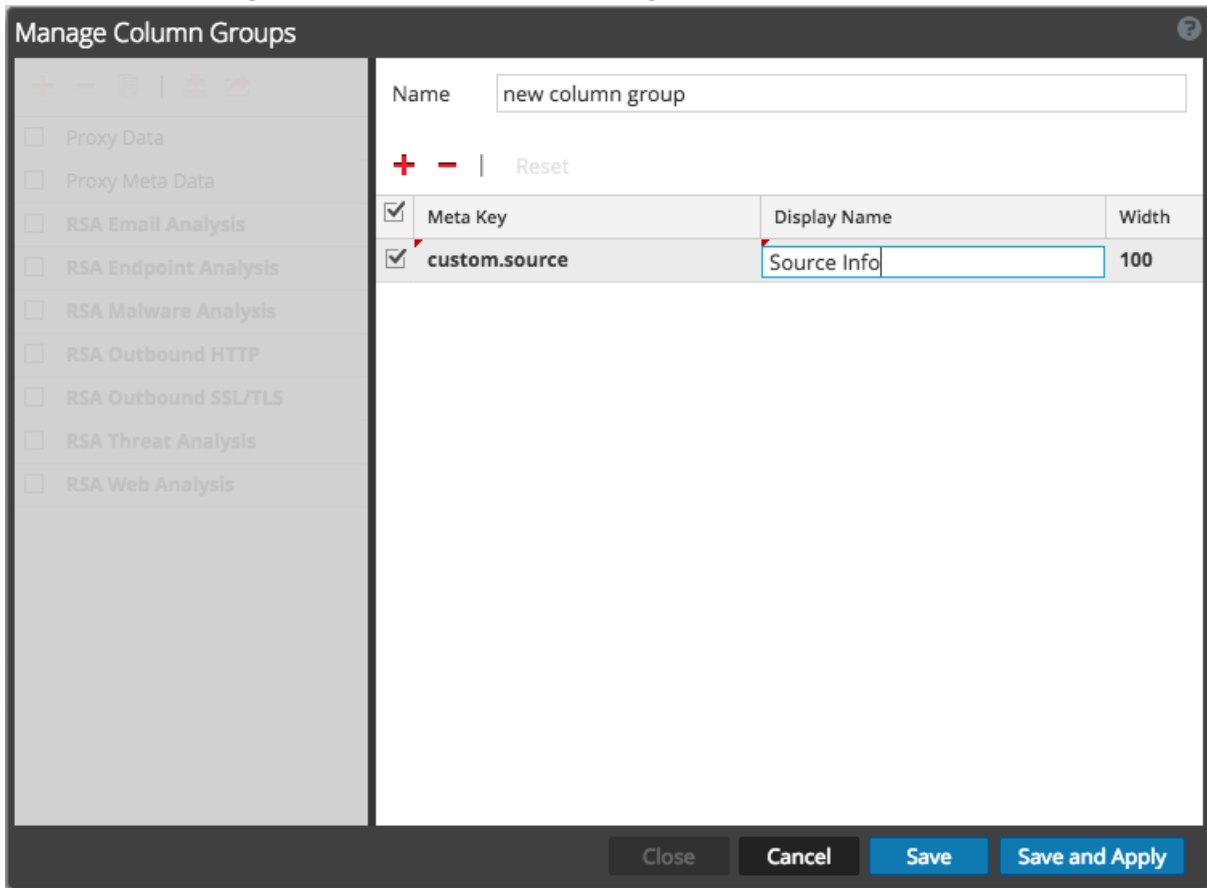 Manage Column Groups
Name new column group
Reset
Proxy Data
Proxy Meta Data
RSA Email Analysis
RSA Endpoint Analysis
RSA Malware Analysis
RSA Outbound HTTP
RSA Outbound SSL/TLS
RSA Threat Analysis
RSA Web Analysis
Meta Key Display Name Width
custom.source Source Info 100
Close Cancel Save Save and Apply